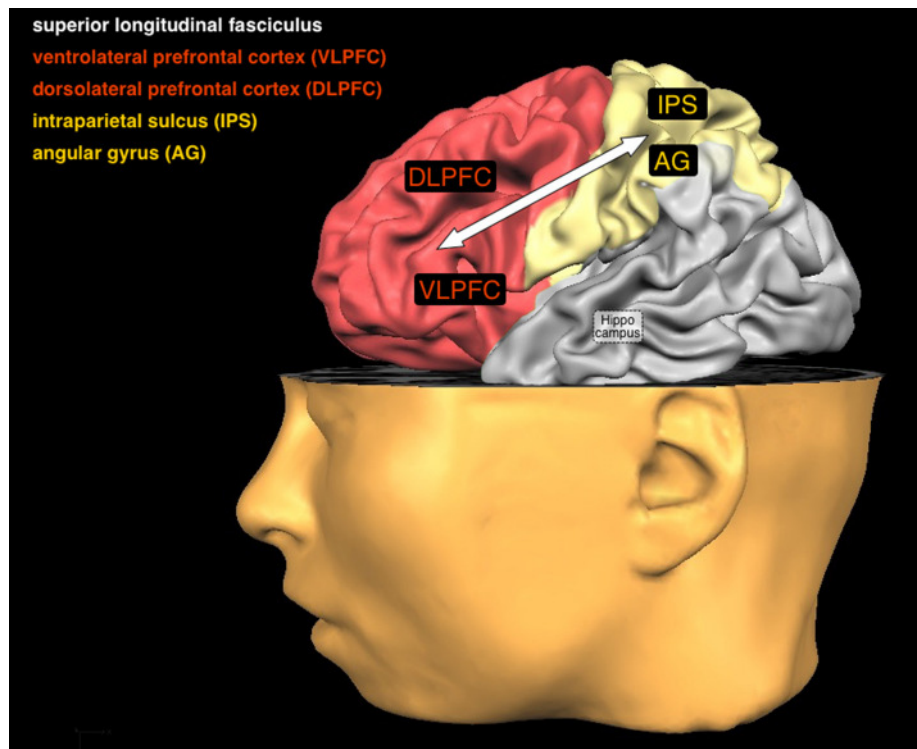 superior longitudinal fasciculus
ventrolateral prefrontal cortex (VLPFC)
dorsolateral prefrontal cortex (DLPFC)
intraparietal sulcus (IPS)
angular gyrus (AG)
IPS
AG
DLPFC
VLPFC
Hippo
campus